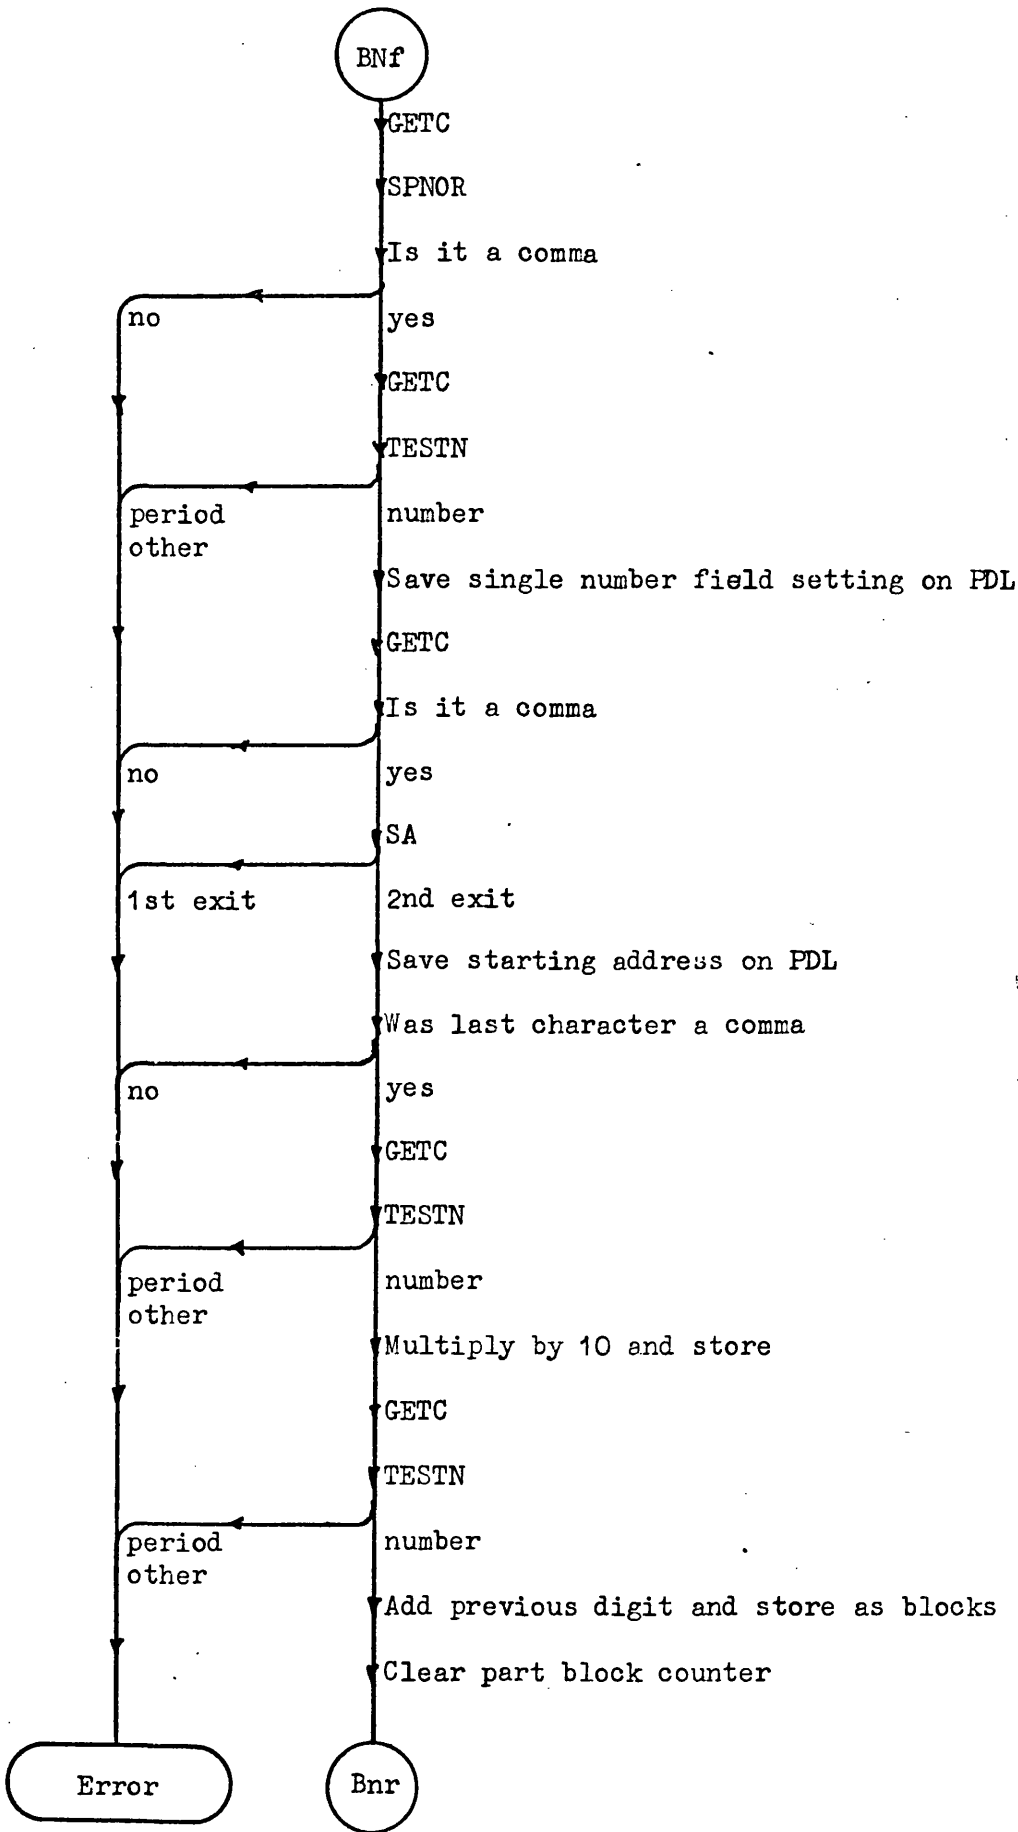 BNf
GETC
SPNOR
Is it a comma
no
yes
GETC
TESTN
period
number
other
Save single number field setting on PDL
GETC
Is it a comma
no
yes
SA
1st exit
2nd exit
Save starting address on PDL
Was last character a comma
no
yes
GETC
TESTN
period
number
other
Multiply by 10 and store
GETC
TESTN
period
number
other
Add previous digit and store as blocks
Clear part block counter
Error
Bnr